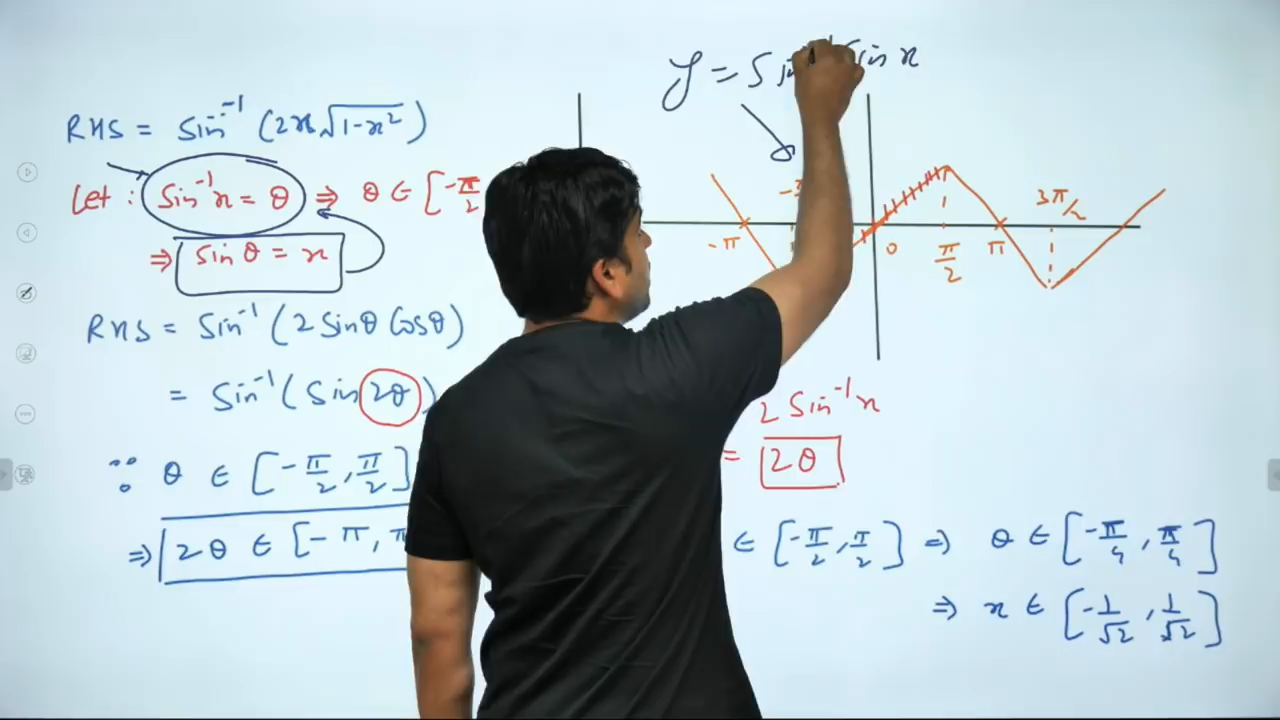 RHS = Sin⁻¹ (2x√1-x²)
Let : Sin⁻¹x = θ ⇒ θ ∈ [-π/2
⇒ Sin θ = x
RHS = Sin⁻¹ (2 Sinθ Cosθ)
= Sin⁻¹ (Sin 2θ)
∵ θ ∈ [-π/2, π/2]
⇒ 2θ ∈ [-π, π
y = Sin x
-π 0 π/2 π 3π/2
2 Sin⁻¹x
= 2θ
∈ [-π/2, π/2] ⇒ θ ∈ [-π/4, π/4]
⇒ x ∈ [-1/√2, 1/√2]